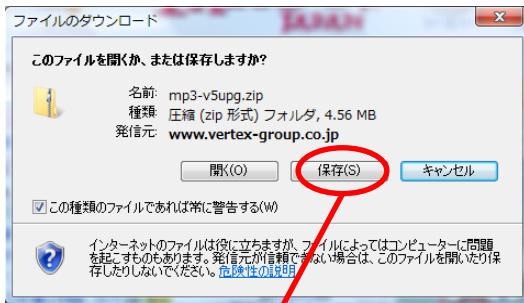 ファイルのダウンロード
JAPAN
このファイルを開くか、または保存しますか?
名前: mp3-v5upg.zip
種類: 圧縮 (zip 形式) フォルダ, 4.56 MB
発信元: www.vertex-group.co.jp
開く(O) 保存(S) キャンセル
この種類のファイルであれば常に警告する(W)
インターネットのファイルは役に立ちますが、ファイルによってはコンピューターに問題
を起こすものもあります。発信元が信頼できない場合は、このファイルを開いたり保
存したりしないでください。危険性の説明